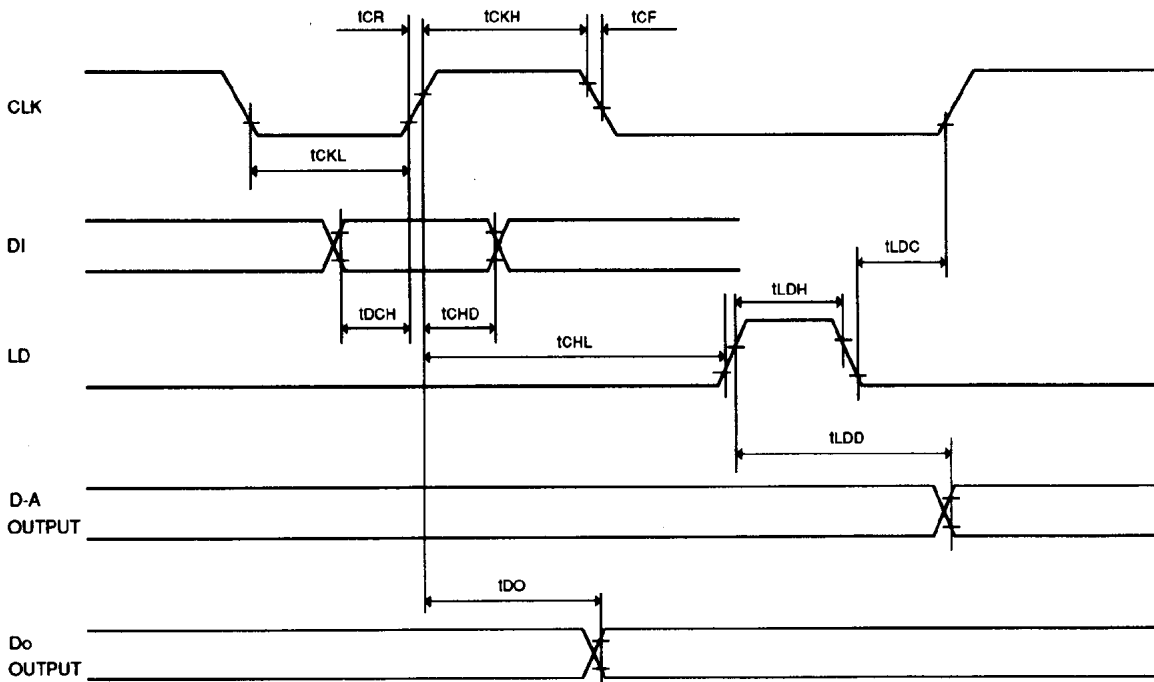 tCR tCKH tCF
CLK
tCKL
DI
tLDC
tLDH
tDCH tCHD
tCHL
LD
tLDD
D-A
OUTPUT
tDO
Do
OUTPUT